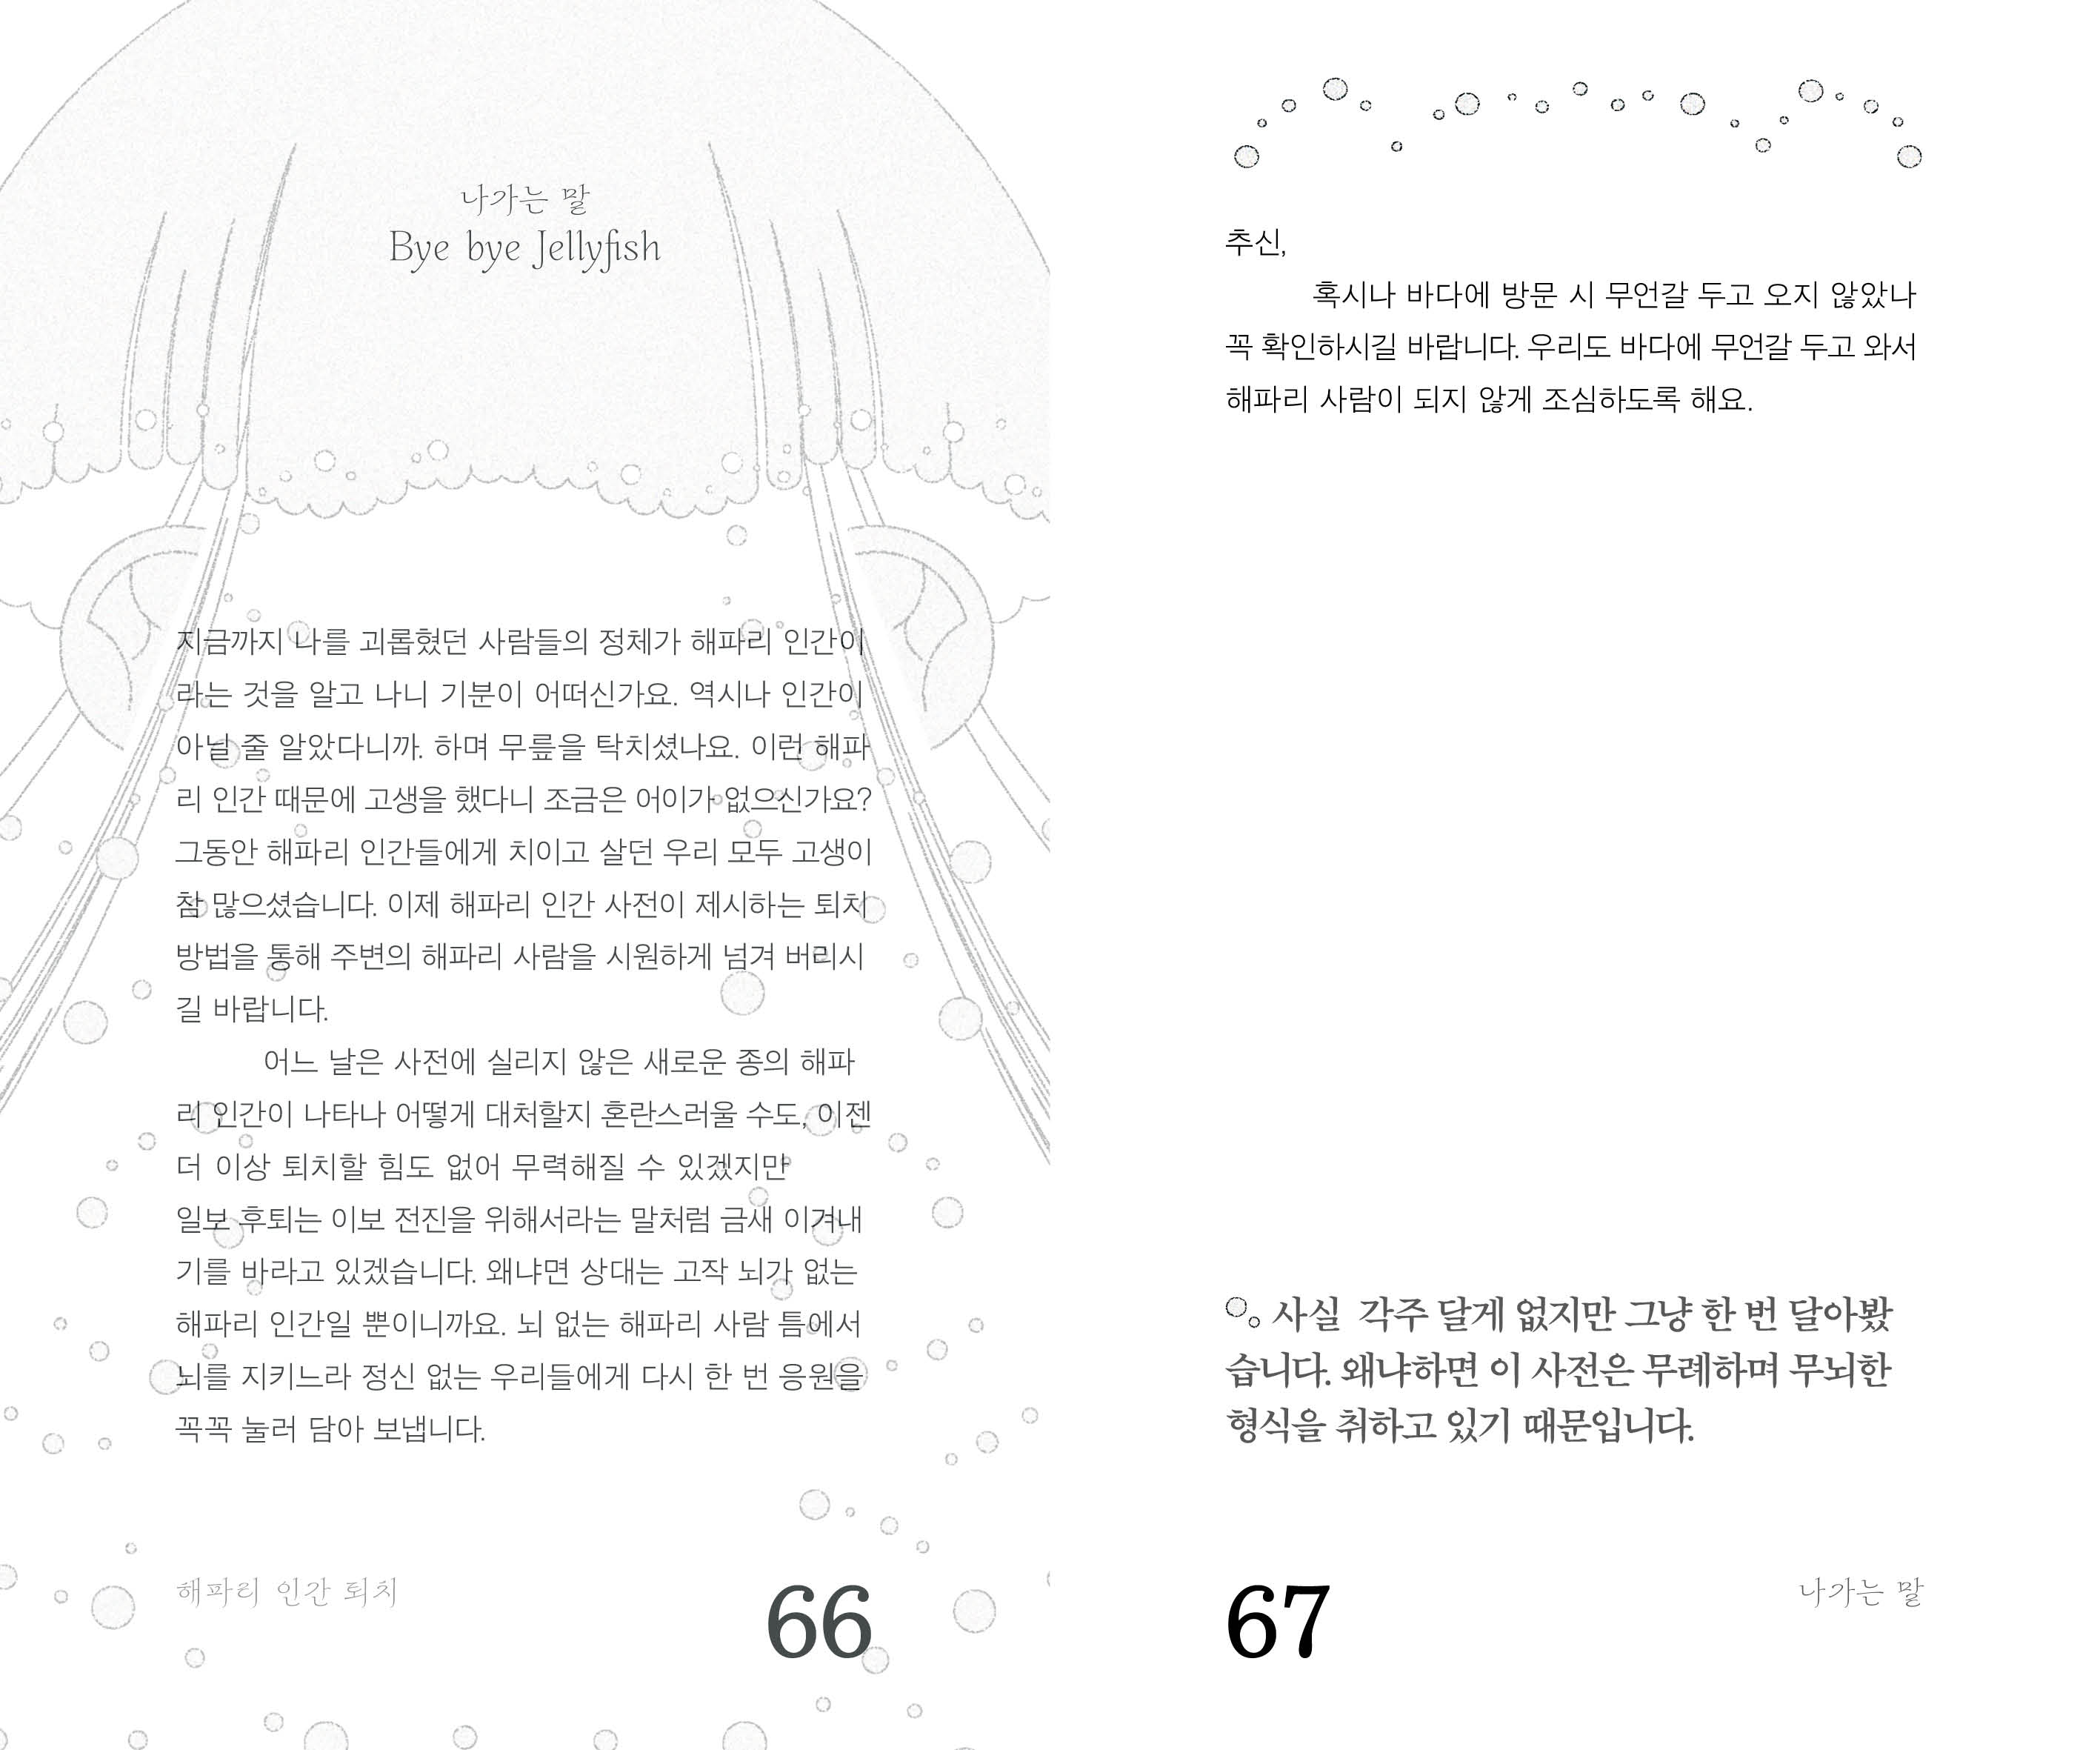 나가는 말
Bye bye Jellyfish
지금까지 나를 괴롭혔던 사람들의 정체가 해파리 인간이
라는 것을 알고 나니 기분이 어떠신가요. 역시나 인간이
아닐 줄 알았다니까. 하며 무릎을 탁치셨나요. 이런 해파
리 인간 때문에 고생을 했다니 조금은 어이가 없으신가요?
그동안 해파리 인간들에게 치이고 살던 우리 모두 고생이
참 많으셨습니다. 이제 해파리 인간 사전이 제시하는 퇴치
방법을 통해 주변의 해파리 사람을 시원하게 넘겨 버리시
길 바랍니다.
어느 날은 사전에 실리지 않은 새로운 종의 해파
리 인간이 나타나 어떻게 대처할지 혼란스러울 수도, 이젠
더 이상 퇴치할 힘도 없어 무력해질 수 있겠지만
일보 후퇴는 이보 전진을 위해서라는 말처럼 금새 이겨내
기를 바라고 있겠습니다. 왜냐면 상대는 고작 뇌가 없는
해파리 인간일 뿐이니까요. 뇌 없는 해파리 사람 틈에서
뇌를 지키느라 정신 없는 우리들에게 다시 한 번 응원을
꼭꼭 눌러 담아 보냅니다.
해파리 인간 퇴치
66
추신,
혹시나 바다에 방문 시 무언갈 두고 오지 않았나
꼭 확인하시길 바랍니다. 우리도 바다에 무언갈 두고 와서
해파리 사람이 되지 않게 조심하도록 해요.
사실 각주 달게 없지만 그냥 한 번 달아봤
습니다. 왜냐하면 이 사전은 무례하며 무뇌한
형식을 취하고 있기 때문입니다.
67
나가는 말